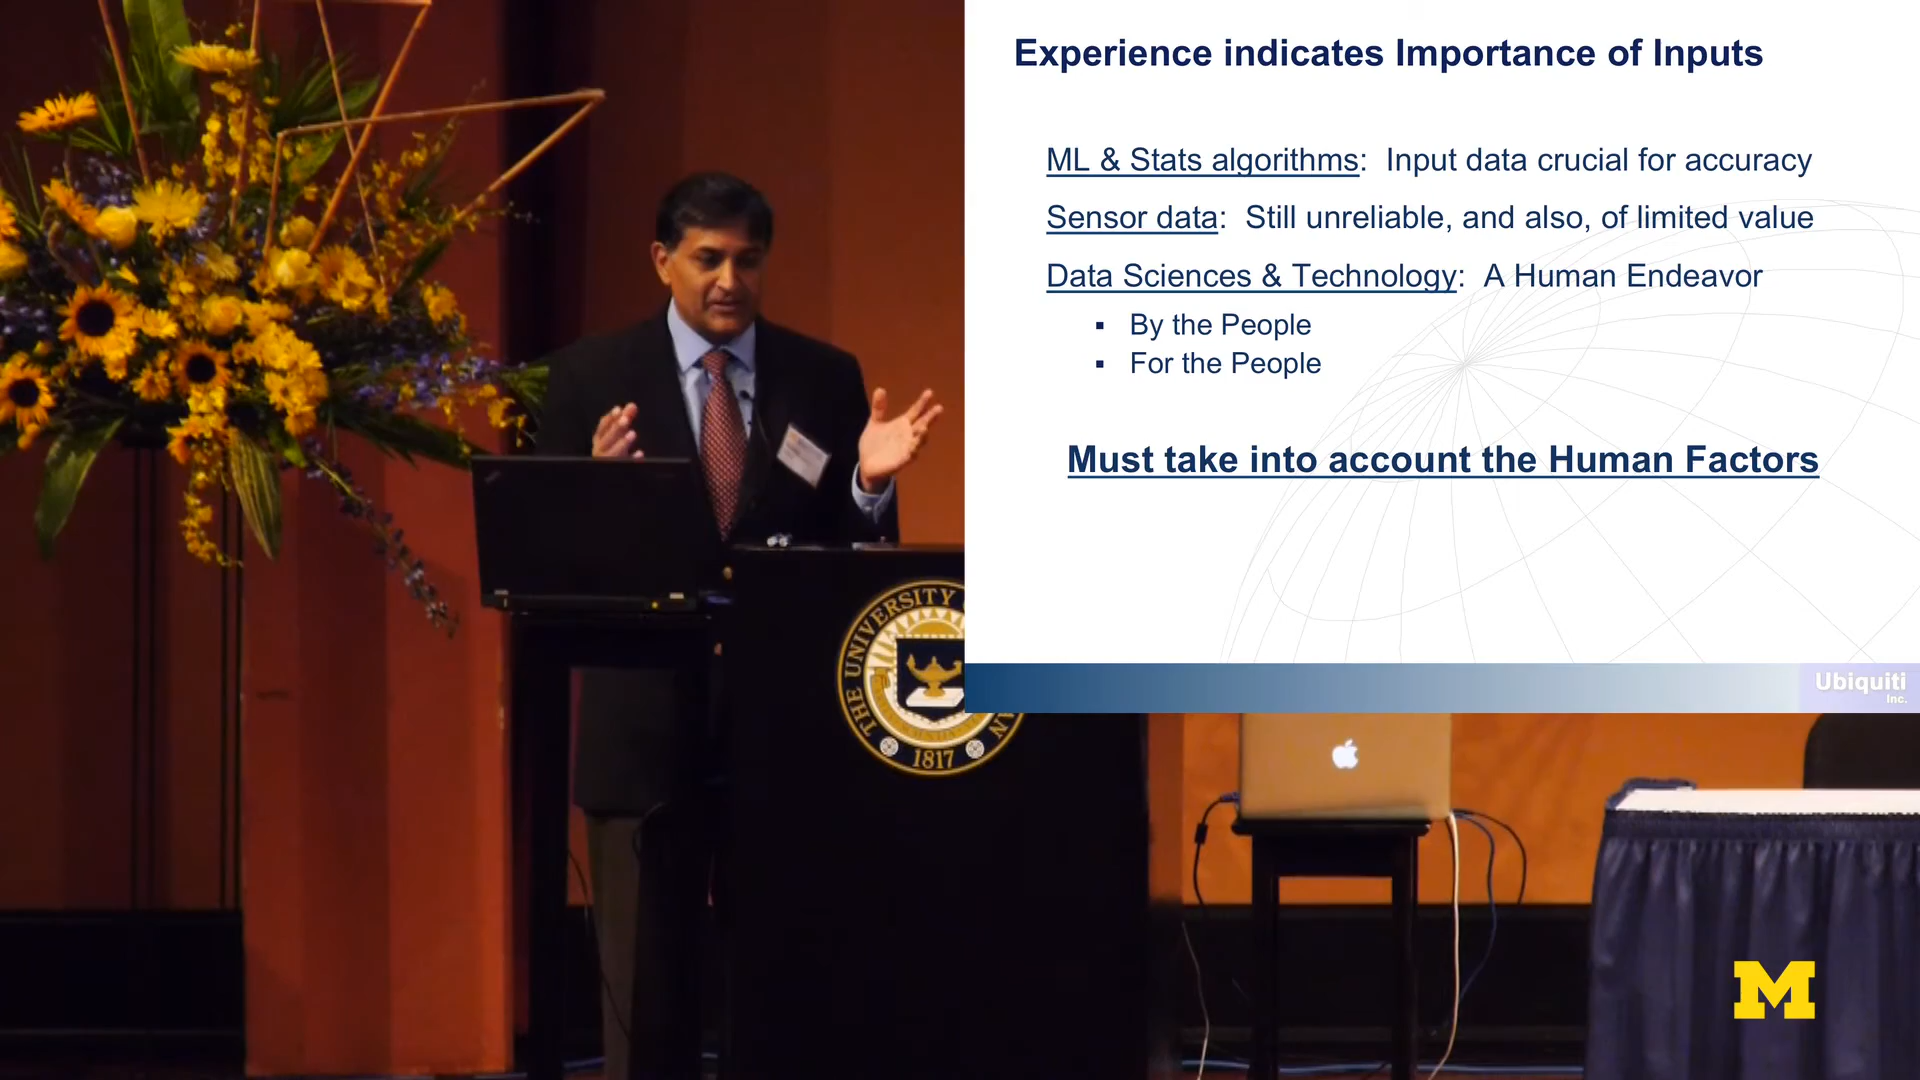 Experience indicates Importance of Inputs
ML & Stats algorithms: Input data crucial for accuracy
Sensor data: Still unreliable, and also, of limited value
Data Sciences & Technology: A Human Endeavor
▪ By the People
▪ For the People
Must take into account the Human Factors
Ubiquiti
Inc.
THE UNIVERSITY
AN
1817
M